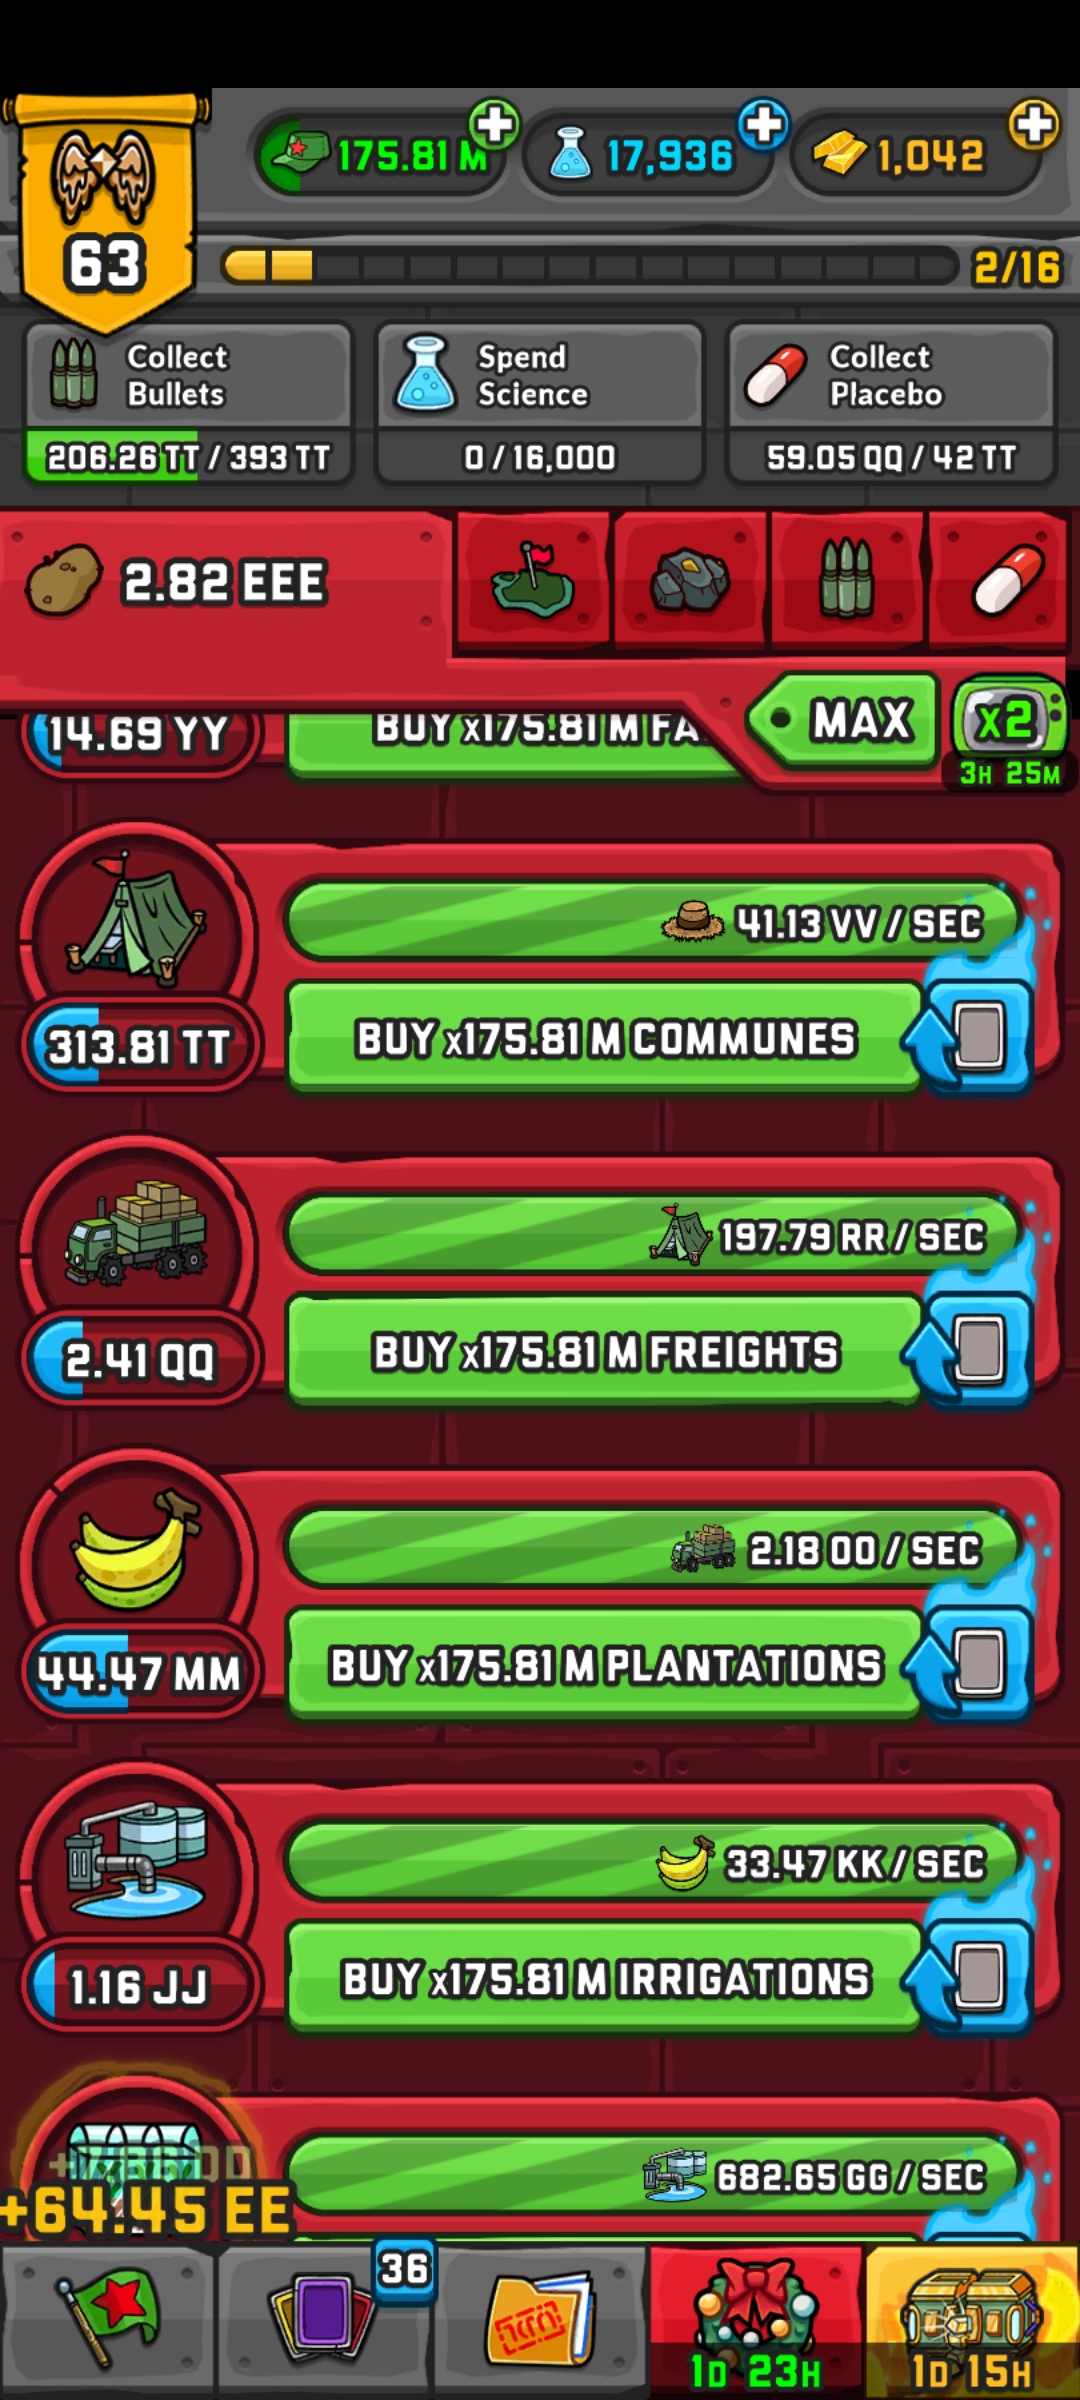 175.81 M
17,936
1,042
63
2/16
Collect
Bullets
206.26 TT / 393 TT
Spend
Science
0 / 16,000
Collect
Placebo
59.05 QQ / 42 TT
2.82 EEE
MAX
x2
3H 25M
14.69 YY
BUY x175.81 M FA
41.13 VV / SEC
313.81 TT
BUY x175.81 M COMMUNES
197.79 RR / SEC
2.41 QQ
BUY x175.81 M FREIGHTS
2.18 OO / SEC
44.47 MM
BUY x175.81 M PLANTATIONS
33.47 KK / SEC
1.16 JJ
BUY x175.81 M IRRIGATIONS
682.65 GG / SEC
+64.45 EE
36
1D 23H
1D 15H